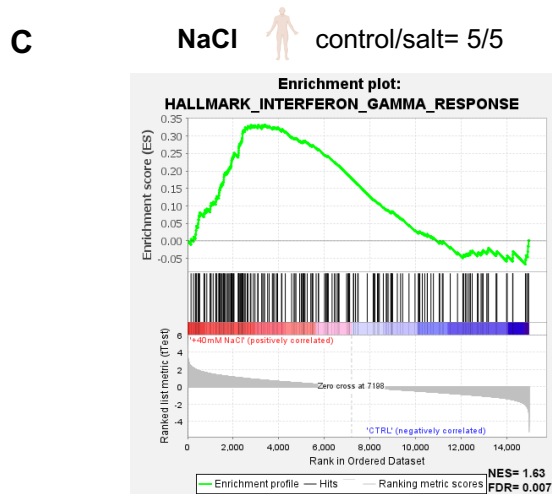 C
NaCl control/salt= 5/5
Enrichment plot:
HALLMARK_INTERFERON_GAMMA_RESPONSE
Enrichment score (ES)
0.35
0.30
0.25
0.20
0.15
0.10
0.05
0.00
-0.05
Ranked list metric (tTest)
6
4
2
0
-2
-4
'+40mM NaCl' (positively correlated)
Zero cross at 7198
'CTRL' (negatively correlated)
0 2,000 4,000 6,000 8,000 10,000 12,000 14,000
Rank in Ordered Dataset
Enrichment profile Hits Ranking metric scores
NES= 1.63
FDR= 0.007